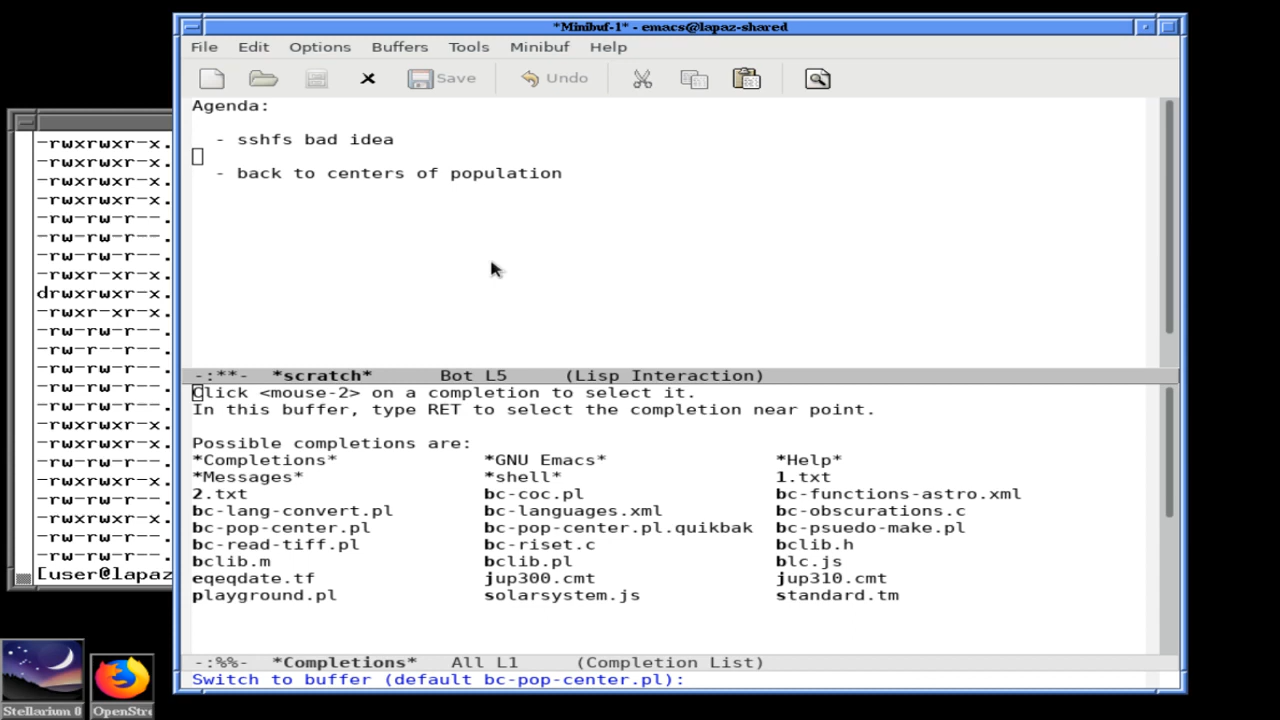 *Minibuf-1* - emacs@lapaz-shared
File Edit Options Buffers Tools Minibuf Help
Save Undo
Agenda:
- sshfs bad idea
- back to centers of population
-:**-  *scratch*      Bot L5     (Lisp Interaction)
Click <mouse-2> on a completion to select it.
In this buffer, type RET to select the completion near point.
Possible completions are:
*Completions* *GNU Emacs* *Help*
*Messages* *shell* 1.txt
2.txt bc-coc.pl bc-functions-astro.xml
bc-lang-convert.pl bc-languages.xml bc-obscurations.c
bc-pop-center.pl bc-pop-center.pl.quikbak bc-psuedo-make.pl
bc-read-tiff.pl bc-riset.c bclib.h
bclib.m bclib.pl blc.js
eqeqdate.tf jup300.cmt jup310.cmt
playground.pl solarsystem.js standard.tm
-:%%-  *Completions*   All L1     (Completion List)
Switch to buffer (default bc-pop-center.pl):
-rwxrwxr-x.
-rwxrwxr-x.
-rwxrwxr-x.
-rwxrwxr-x.
-rw-rw-r--.
-rw-rw-r--.
-rw-rw-r--.
-rwxr-xr-x.
drwxrwxr-x.
-rwxr-xr-x.
-rw-rw-r--.
-rw-r--r--.
-rw-rw-r--.
-rw-rw-r--.
-rw-rw-r--.
-rwxrwxr-x.
-rw-rw-r--.
-rwxrwxr-x.
-rwxrwxr-x.
-rw-rw-r--.
-rwxrwxr-x.
-rw-rw-r--.
-rw-rw-r--.
[user@lapaz
Stellarium 0
OpenStre